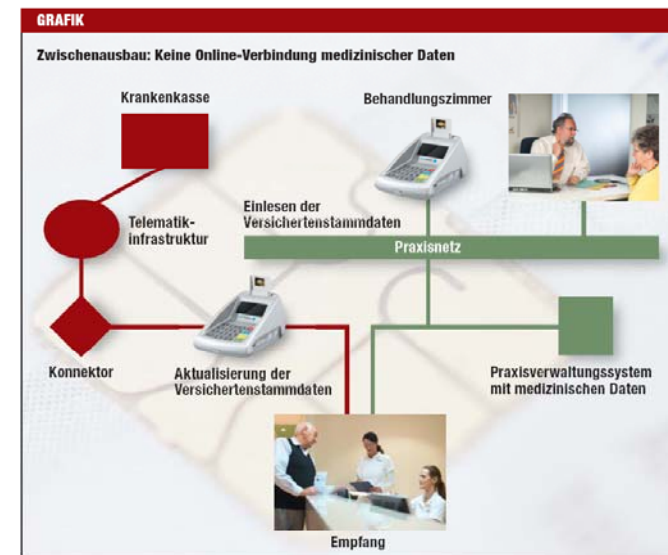 GRAFIK
Zwischenausbau: Keine Online-Verbindung medizinischer Daten
Krankenkasse
Behandlungszimmer
Telematik-
infrastruktur
Einlesen der
Versichertenstammdaten
Praxisnetz
Konnektor
Aktualisierung der
Versichertenstammdaten
Praxisverwaltungssystem
mit medizinischen Daten
Empfang